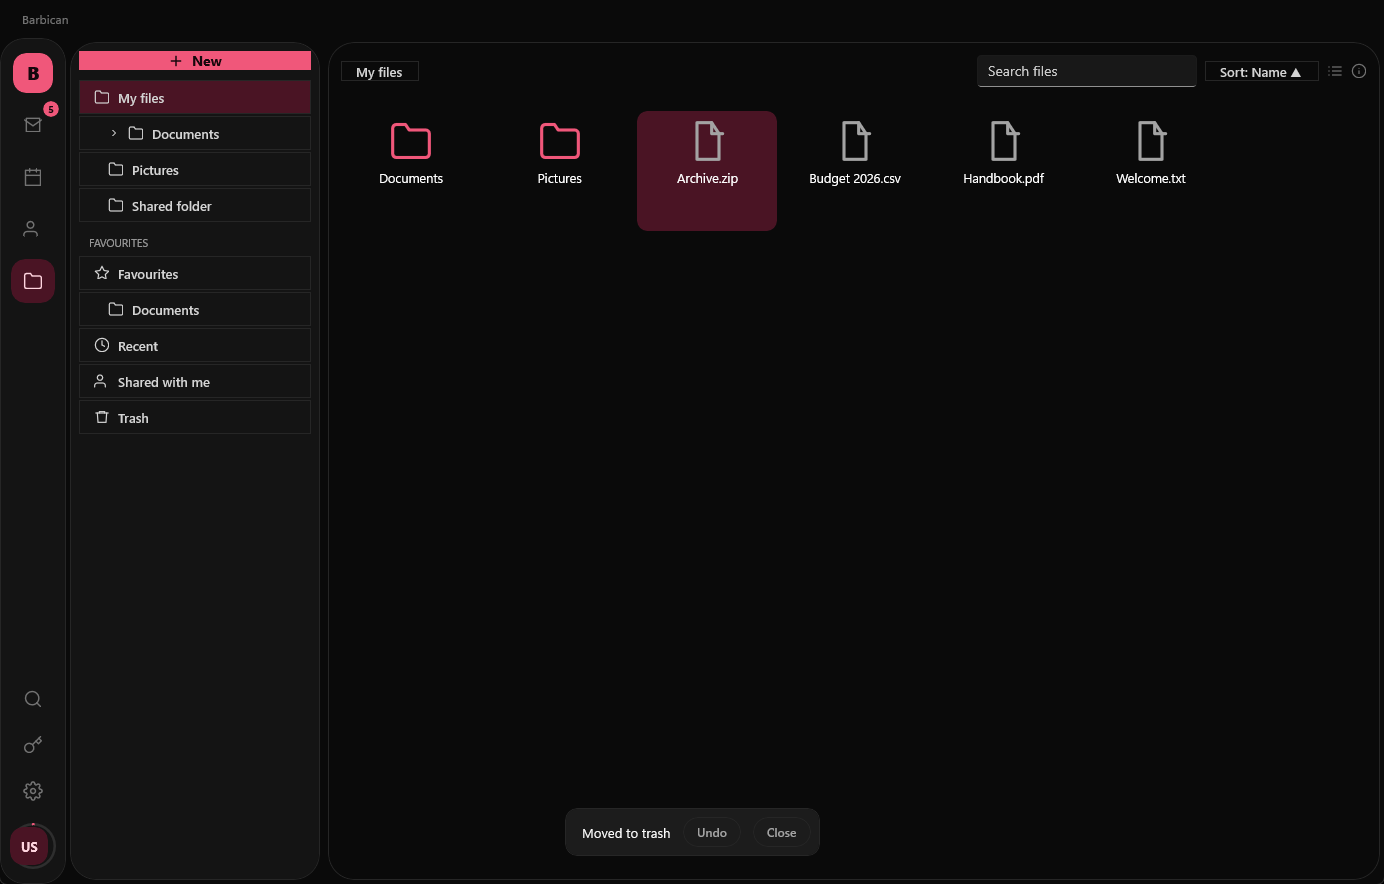 Barbican
B
5
US
New
My files
Documents
Pictures
Shared folder
FAVOURITES
Favourites
Documents
Recent
Shared with me
Trash
My files
Search files
Sort: Name ▲
Documents
Pictures
Archive.zip
Budget 2026.csv
Handbook.pdf
Welcome.txt
Moved to trash
Undo
Close